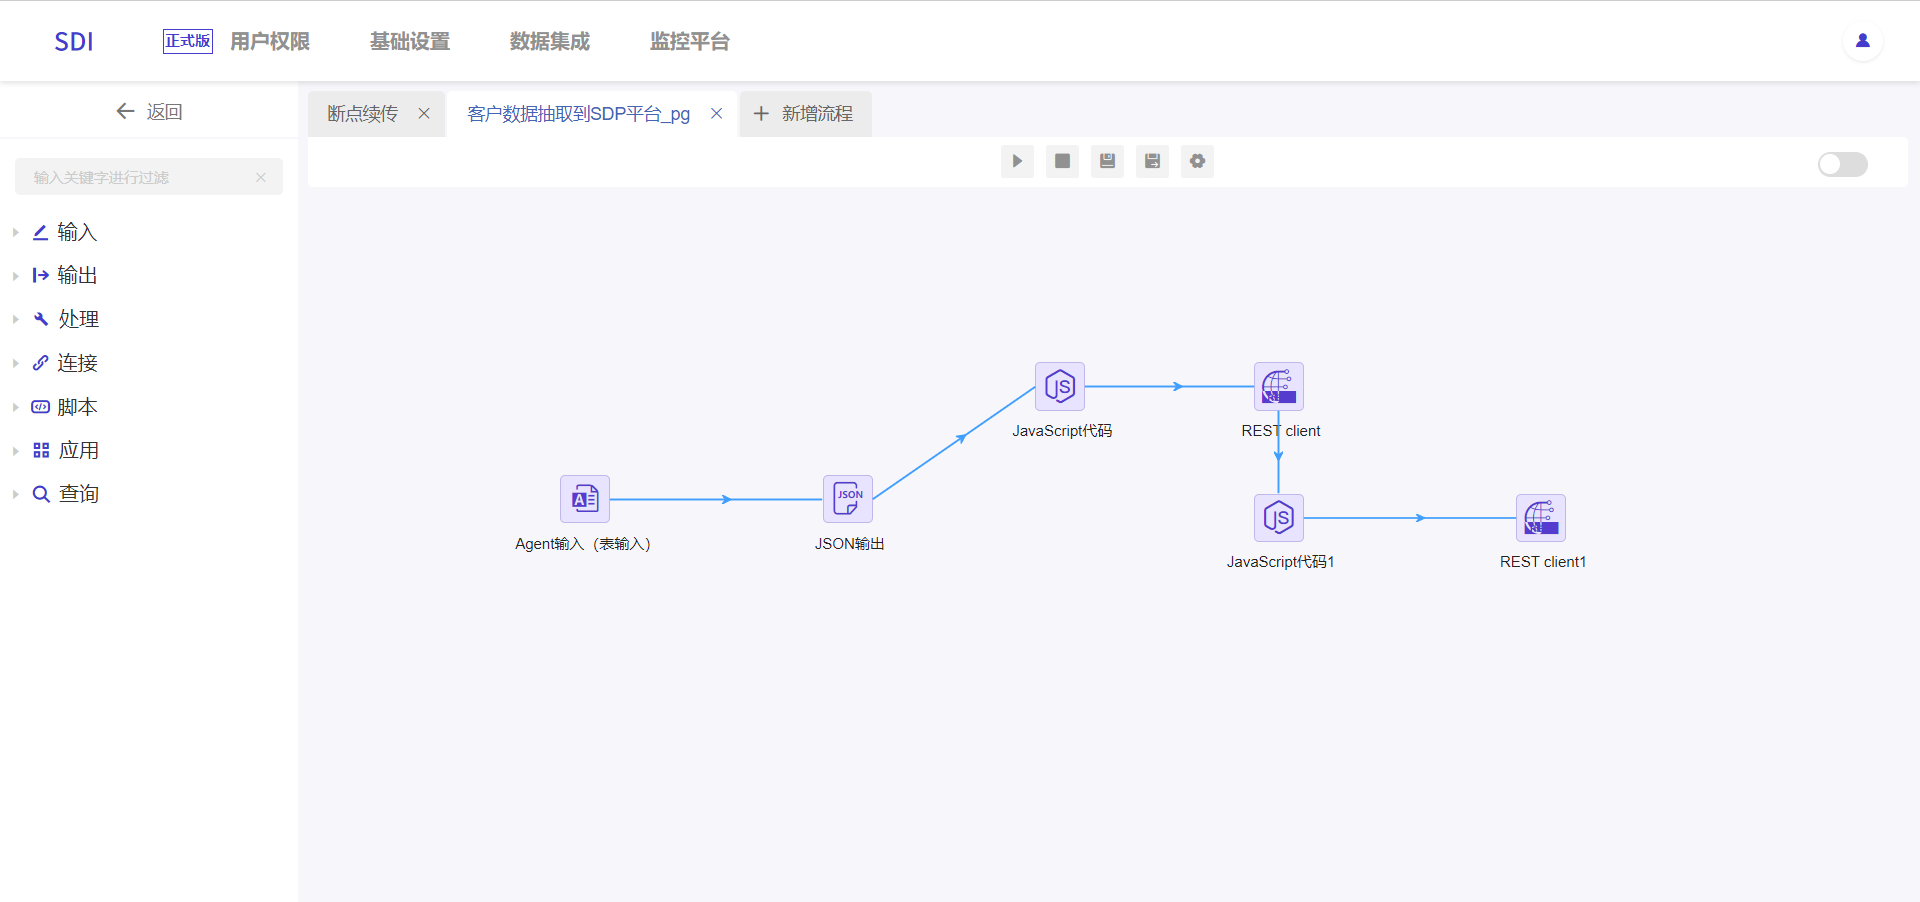 SDI 正式版 用户权限 基础设置 数据集成 监控平台
返回
断点续传 客户数据抽取到SDP平台_pg 新增流程
输入关键字进行过滤
输入
输出
处理
连接
脚本
应用
查询
JS
JavaScript代码
REST client
A
Agent输入（表输入）
JSON
JSON输出
JS
JavaScript代码1
REST client1